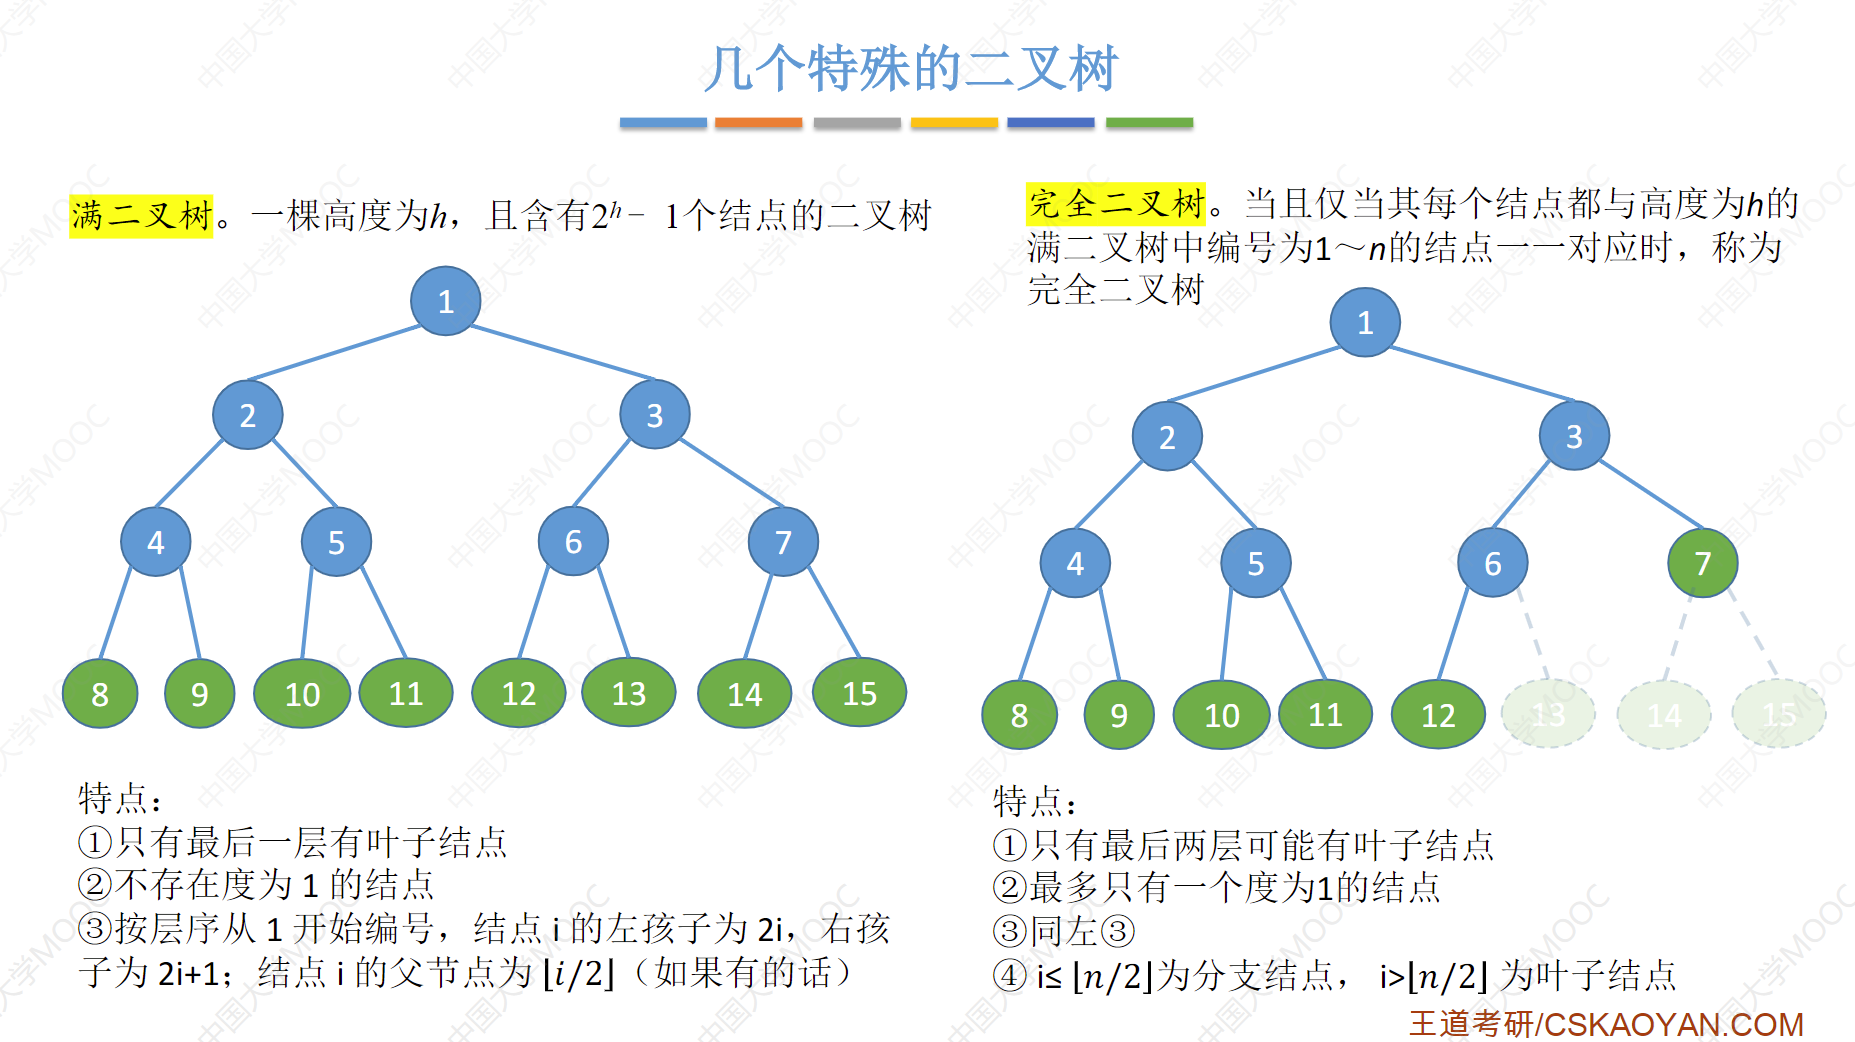 几个特殊的二叉树
满二叉树。一棵高度为h，且含有2ʰ − 1个结点的二叉树
1
2
3
4
5
6
7
8
9
10
11
12
13
14
15
特点：
①只有最后一层有叶子结点
②不存在度为 1 的结点
③按层序从 1 开始编号，结点 i 的左孩子为 2i，右孩
子为 2i+1；结点 i 的父节点为 ⌊i/2⌋（如果有的话）
完全二叉树。当且仅当其每个结点都与高度为h的
满二叉树中编号为1～n的结点一一对应时，称为
完全二叉树
1
2
3
4
5
6
7
8
9
10
11
12
13
14
15
特点：
①只有最后两层可能有叶子结点
②最多只有一个度为1的结点
③同左③
④ i≤ ⌊n/2⌋为分支结点， i>⌊n/2⌋ 为叶子结点
王道考研/CSKAOYAN.COM
中国大学MOOC